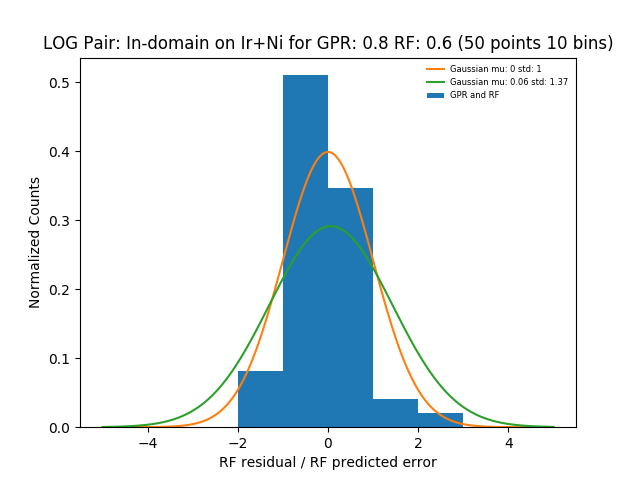 LOG Pair: In-domain on Ir+Ni for GPR: 0.8 RF: 0.6 (50 points 10 bins)
Gaussian mu: 0 std: 1
Gaussian mu: 0.06 std: 1.37
GPR and RF
Normalized Counts
0.5
0.4
0.3
0.2
0.1
0.0
−4 −2 0 2 4
RF residual / RF predicted error